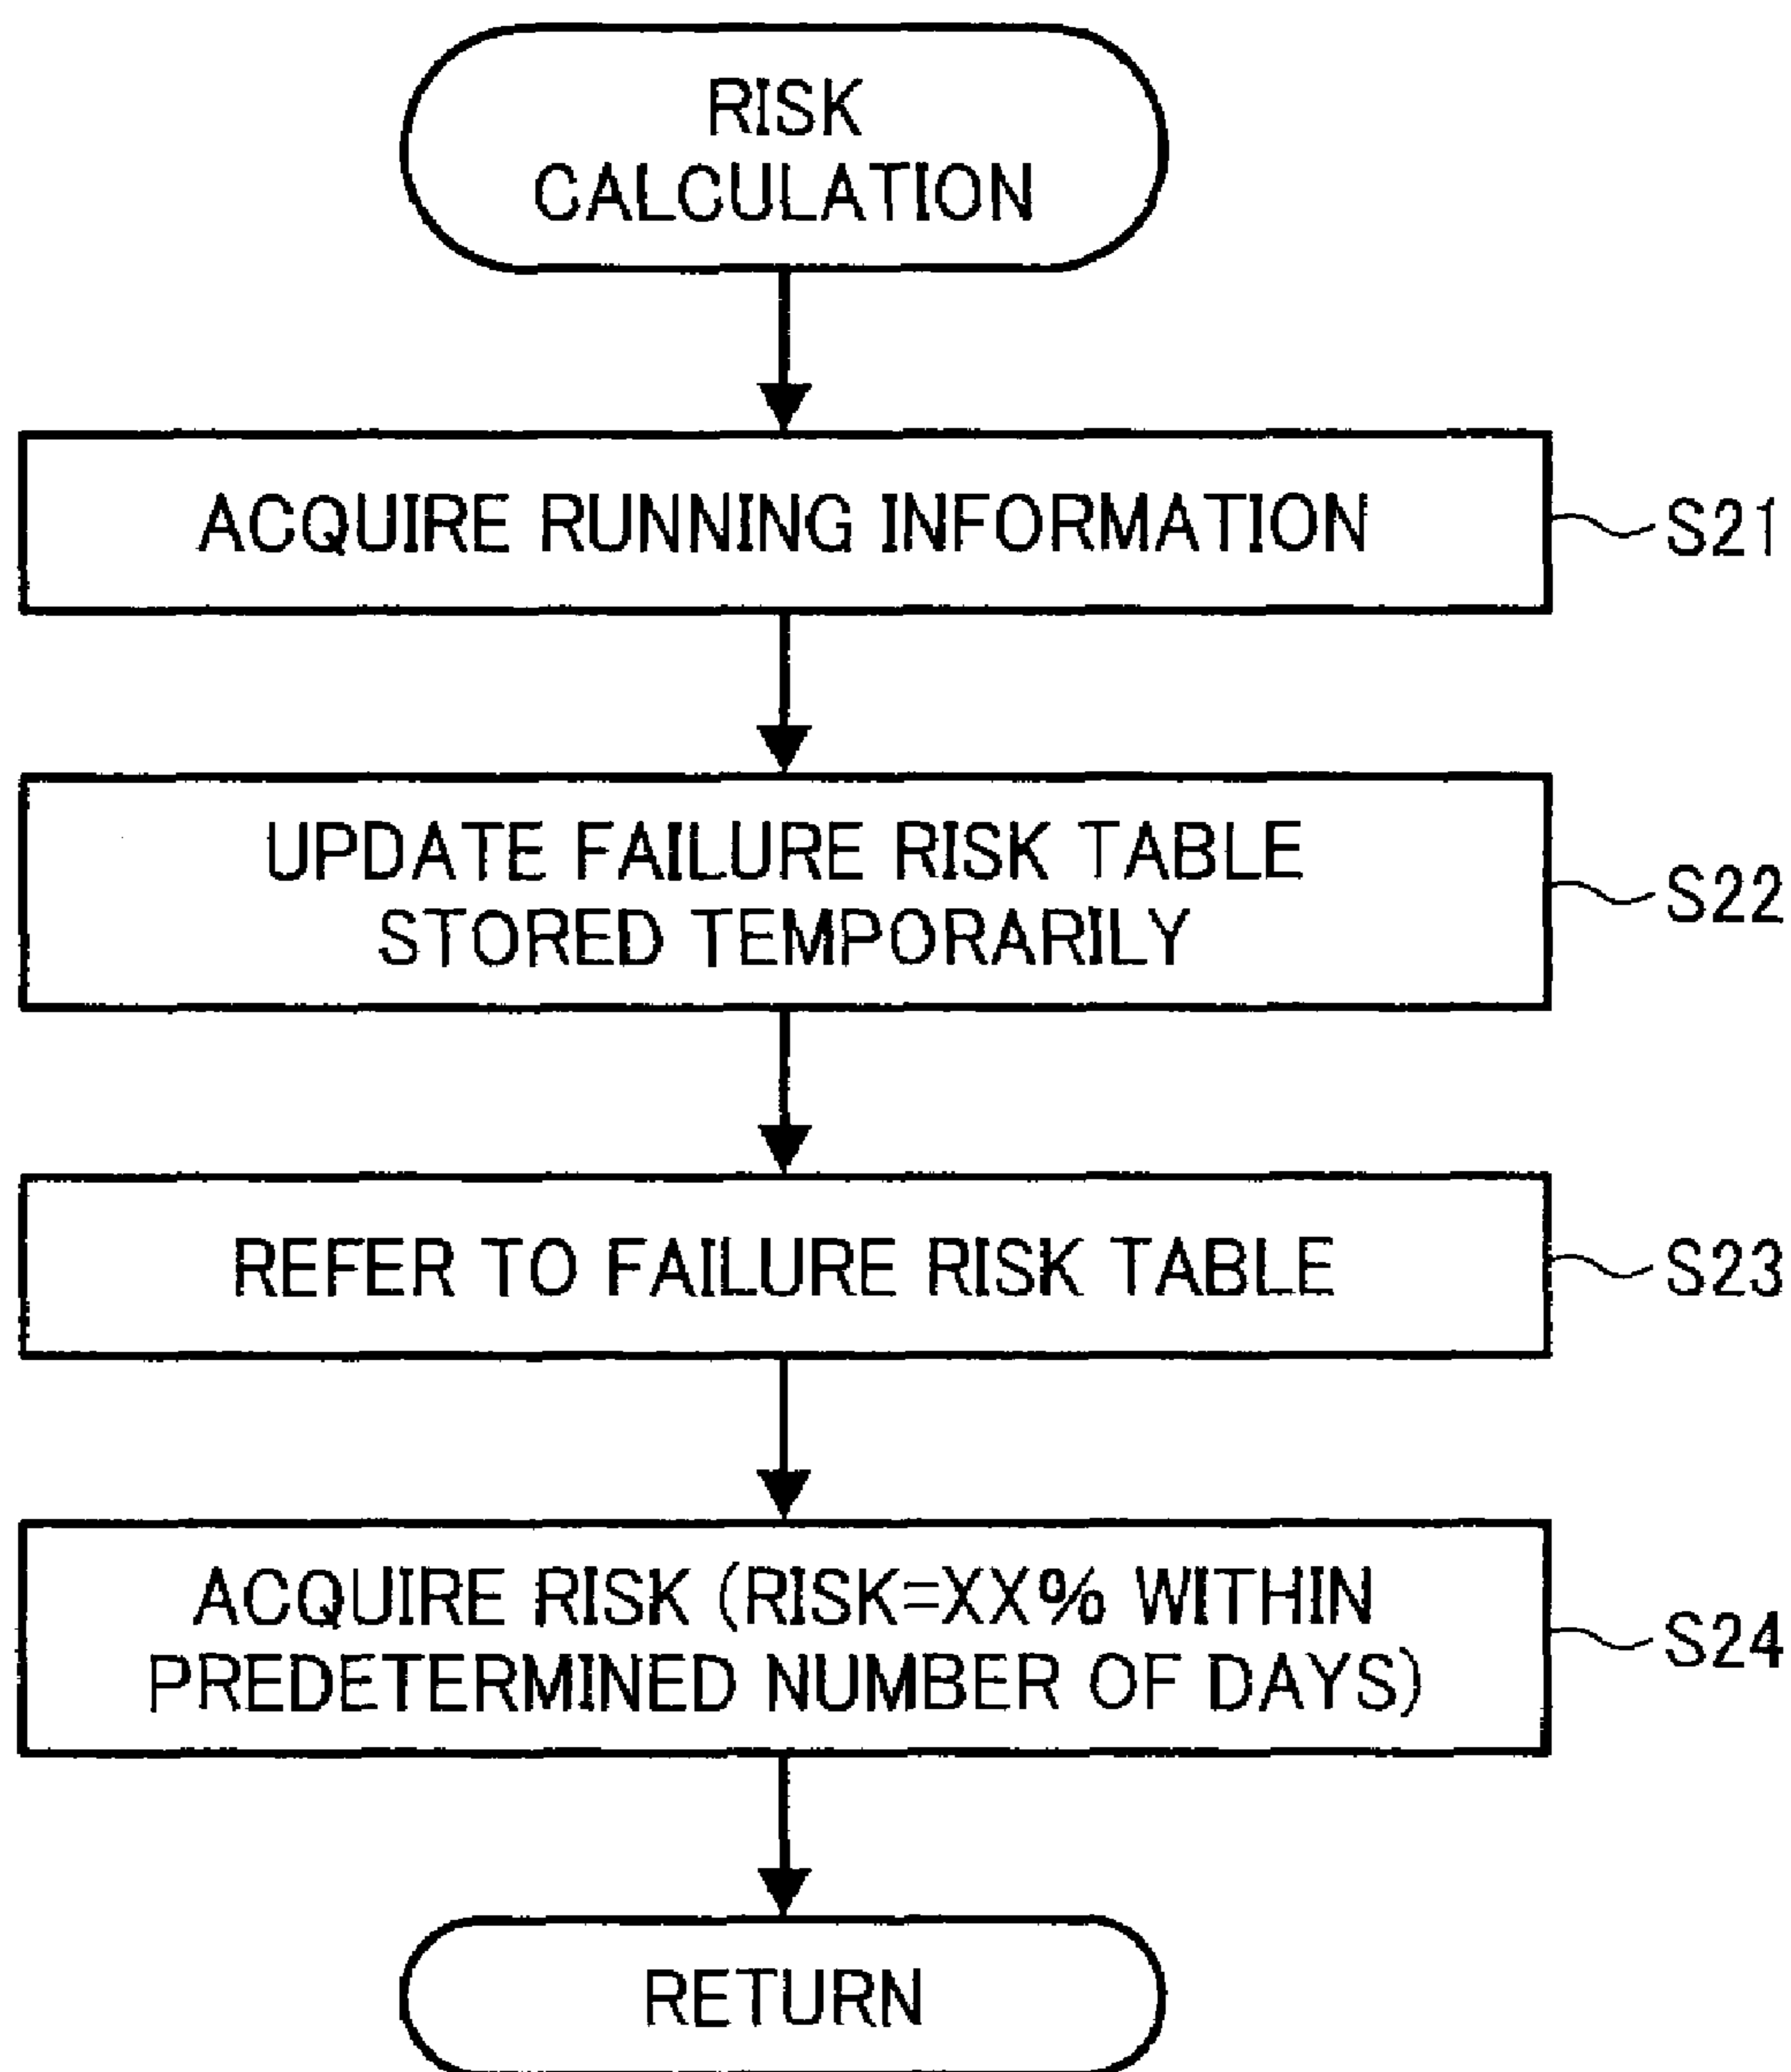 RISK
CALCULATION
ACQUIRE RUNNING INFORMATION
S21
UPDATE FAILURE RISK TABLE
STORED TEMPORARILY
S22
REFER TO FAILURE RISK TABLE
S23
ACQUIRE RISK (RISK=XX% WITHIN
PREDETERMINED NUMBER OF DAYS)
S24
RETURN